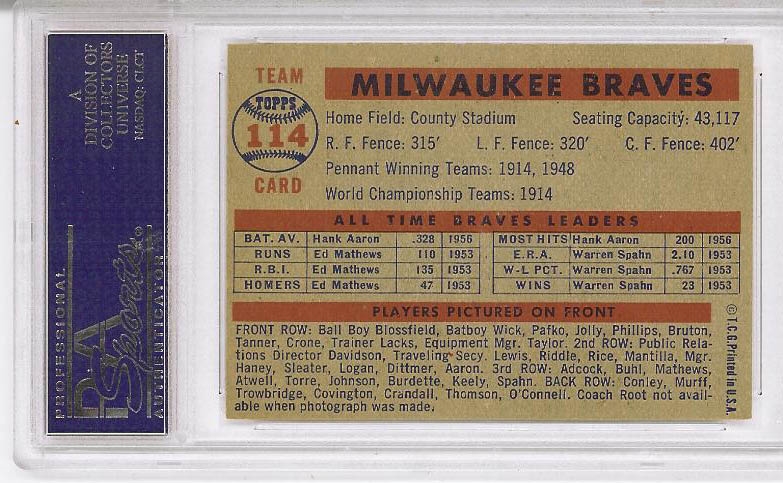 A
DIVISION OF
COLLECTORS
UNIVERSE
NASDAQ: CLCT
PROFESSIONAL
PSA
Sports
AUTHENTICATOR
TEAM
TOPPS
114
CARD
MILWAUKEE BRAVES
Home Field: County Stadium Seating Capacity: 43,117
R. F. Fence: 315′ L. F. Fence: 320′ C. F. Fence: 402′
Pennant Winning Teams: 1914, 1948
World Championship Teams: 1914
ALL TIME BRAVES LEADERS
BAT. AV. Hank Aaron .328 1956 MOST HITS Hank Aaron 200 1956
RUNS Ed Mathews 110 1953 E.R.A. Warren Spahn 2.10 1953
R.B.I. Ed Mathews 135 1953 W-L PCT. Warren Spahn .767 1953
HOMERS Ed Mathews 47 1953 WINS Warren Spahn 23 1953
PLAYERS PICTURED ON FRONT
FRONT ROW: Ball Boy Blossfield, Batboy Wick, Pafko, Jolly, Phillips, Bruton,
Tanner, Crone, Trainer Lacks, Equipment Mgr. Taylor. 2ND ROW: Public Rela-
tions Director Davidson, Traveling Secy. Lewis, Riddle, Rice, Mantilla, Mgr.
Haney, Sleater, Logan, Dittmer, Aaron. 3RD ROW: Adcock, Buhl, Mathews,
Atwell, Torre, Johnson, Burdette, Keely, Spahn. BACK ROW: Conley, Murff,
Trowbridge, Covington, Crandall, Thomson, O'Connell. Coach Root not avail-
able when photograph was made.
© T.C.G. Printed in U.S.A.